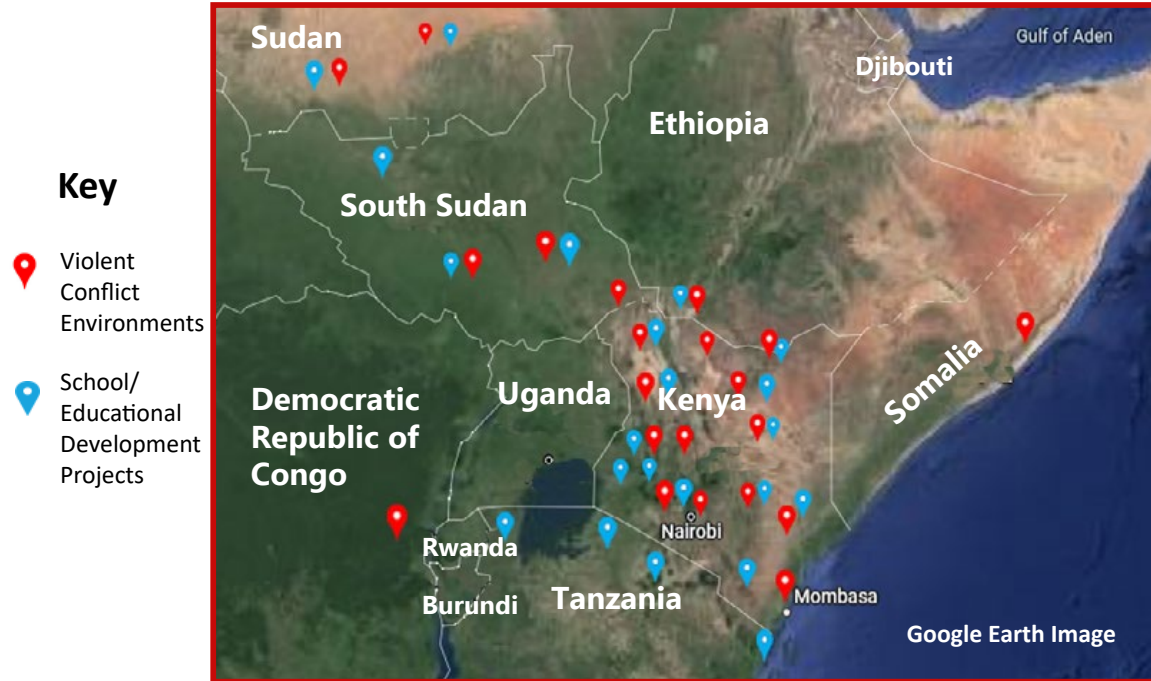 Key
Violent
Conflict
Environments
School/
Educational
Development
Projects
Sudan
Gulf of Aden
Djibouti
Ethiopia
South Sudan
Somalia
Uganda
Kenya
Democratic
Republic of
Congo
Nairobi
Rwanda
Burundi
Tanzania
Mombasa
Google Earth Image